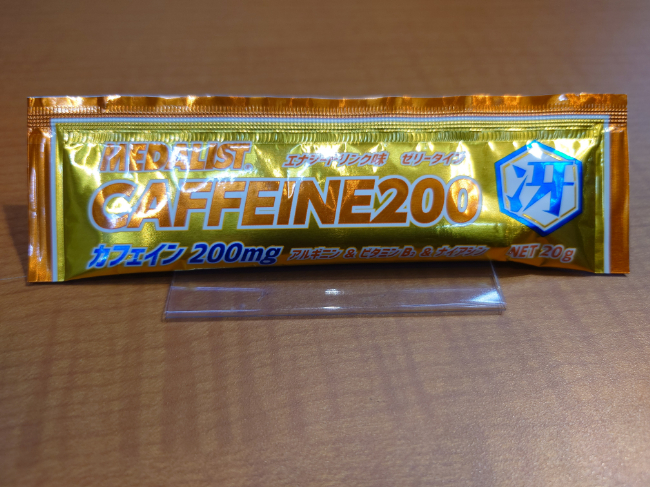 MEDALIST エナジードリンク味 ゼリータイプ
CAFFEINE200
冴
カフェイン 200mg アルギニン & ビタミンB₆ & ナイアシン NET 20g